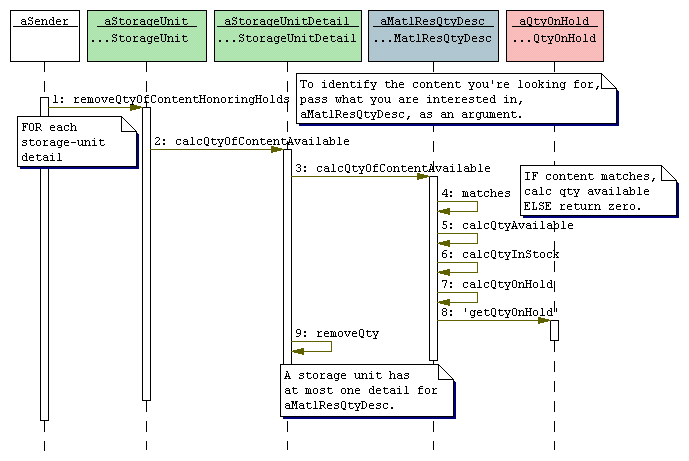 aSender
aStorageUnit
...StorageUnit
aStorageUnitDetail
...StorageUnitDetail
aMatlResQtyDesc
...MatlResQtyDesc
aQtyOnHold
...QtyOnHold
To identify the content you're looking for,
pass what you are interested in,
aMatlResQtyDesc, as an argument.
1: removeQtyOfContentHonoringHolds
FOR each
storage-unit
detail
2: calcQtyOfContentAvailable
3: calcQtyOfContentAvailable
IF content matches,
calc qty available
ELSE return zero.
4: matches
5: calcQtyAvailable
6: calcQtyInStock
7: calcQtyOnHold
8: 'getQtyOnHold'
9: removeQty
A storage unit has
at most one detail for
aMatlResQtyDesc.